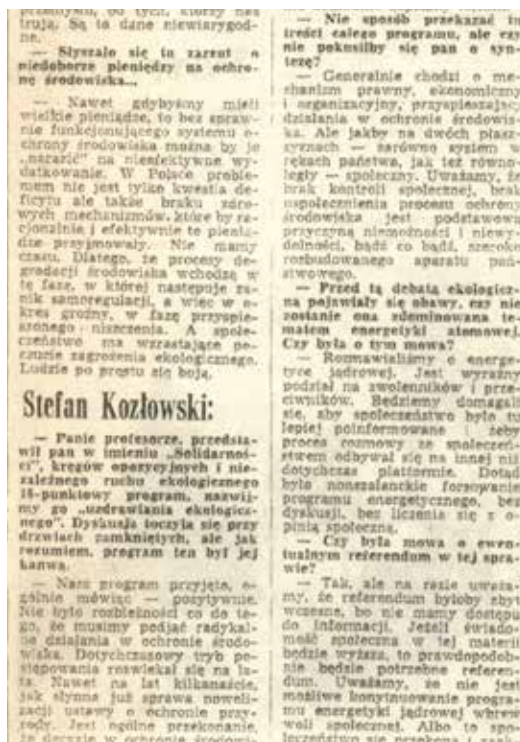 przemysłu, od tych, którzy nas
trują. Są to dane niewiarygod-
ne.
— Słyszało się tu zarzut o
niedoborze pieniędzy na ochro-
nę środowiska...
— Nawet gdybyśmy mieli
wielkie pieniądze, to bez spraw-
nie funkcjonującego systemu o-
chrony środowiska można by je
„narazić" na nieefektywne wy-
datkowanie. W Polsce proble-
mem nie jest tylko kwestia de-
ficytu ale także braku zdro-
wych mechanizmów, które by ra-
cjonalnie i efektywnie te pienią-
dze przyjmowały. Nie mamy
czasu. Dlatego, że procesy de-
gradacji środowiska wchodzą w
tę fazę, w której następuje za-
nik samoregulacji, a więc w o-
kres groźny, w fazę przyspie-
szonego niszczenia. A społe-
czeństwo ma wzrastające po-
czucie zagrożenia ekologicznego.
Ludzie po prostu się boją.
Stefan Kozłowski:
— Panie profesorze, przedsta-
wił pan w imieniu „Solidarnoś-
ci", kręgów opozycyjnych i nie-
zależnego ruchu ekologicznego
18-punktowy program, nazwij-
my go „uzdrawiania ekologicz-
nego". Dyskusja toczyła się przy
drzwiach zamkniętych, ale jak
rozumiem, program ten był jej
kanwą.
— Nasz program przyjęto, o-
gólnie mówiąc — pozytywnie.
Nie było rozbieżności co do te-
go, że musimy podjąć radykal-
ne działania w ochronie środo-
wiska. Dotychczasowy tryb po-
stępowania rozwlekał się na la-
ta. Nawet na lat kilkanaście,
jak słynna już sprawa noweli-
zacji ustawy o ochronie przy-
rody. Jest ogólne przekonanie,
że decyzje w ochronie środowi-
— Nie sposób przekazać tu
treści całego programu, ale czy
nie pokusiłby się pan o syn-
tezę?
— Generalnie chodzi o me-
chanizm prawny, ekonomiczny
i organizacyjny, przyspieszający
działania w ochronie środowis-
ka. Ale jakby na dwóch płasz-
czyznach — zarówno system w
rękach państwa, jak też równo-
legły — społeczny. Uważamy, że
brak kontroli społecznej, brak
uspołecznienia procesu ochrony
środowiska jest podstawową
przyczyną niemożności i niewy-
dolności, bądź co bądź, szeroko
rozbudowanego aparatu pań-
stwowego.
— Przed tą debatą ekologicz-
ną pojawiały się obawy, czy nie
zostanie ona zdominowana te-
matem energetyki atomowej.
Czy była o tym mowa?
— Rozmawialiśmy o energe-
tyce jądrowej. Jest wyraźny
podział na zwolenników i prze-
ciwników. Będziemy domagali
się, aby społeczeństwo było tu
lepiej poinformowane i żeby
proces rozmowy ze społeczeń-
stwem odbywał się na innej niż
dotychczas platformie. Dotąd
było nonszalanckie forsowanie
programu energetycznego, bez
dyskusji, bez liczenia się z o-
pinią społeczną.
— Czy była mowa o ewen-
tualnym referendum w tej spra-
wie?
— Tak, ale na razie uważa-
my, że referendum byłoby zbyt
wczesne, bo nie mamy dostępu
do informacji. Jeżeli świado-
mość społeczna w tej materii
będzie wyższa, to prawdopodob-
nie będzie potrzebne referen-
dum. Uważamy, że nie jest
możliwe kontynuowanie progra-
mu energetyki jądrowej wbrew
woli społecznej. Albo to spo-
łeczeństwo się przekona i